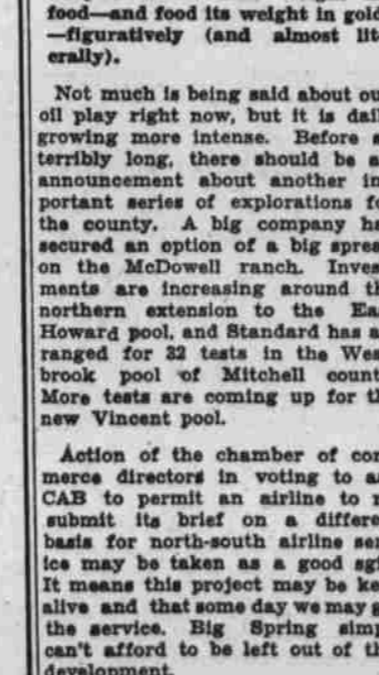 food—and food its weight in gold
—figuratively (and almost lit-
erally).
Not much is being said about ou
oil play right now, but it is dail
growing more intense. Before a
terribly long, there should be a
announcement about another im
portant series of explorations fo
the county. A big company ha
secured an option of a big sprea
on the McDowell ranch. Inves
ments are increasing around th
northern extension to the Ea
Howard pool, and Standard has a
ranged for 32 tests in the Wes
brook pool of Mitchell count
More tests are coming up for th
new Vincent pool.
Action of the chamber of com
merce directors in voting to a
CAB to permit an airline to r
submit its brief on a differe
basis for north-south airline ser
ice may be taken as a good sig
It means this project may be ke
alive and that some day we may g
the service. Big Spring simp
can't afford to be left out of th
development.